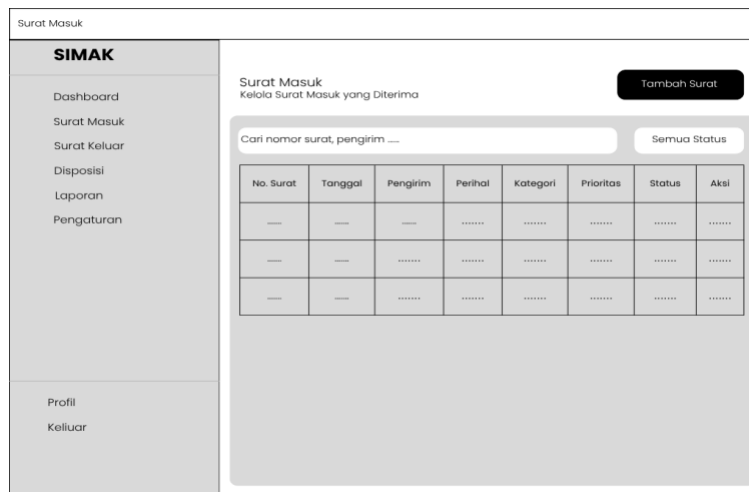 Surat Masuk
SIMAK
Dashboard
Surat Masuk
Surat Keluar
Disposisi
Laporan
Pengaturan
Profil
Keliuar
Surat Masuk
Kelola Surat Masuk yang Diterima
Tambah Surat
Cari nomor surat, pengirim .....
Semua Status
No. Surat Tanggal Pengirim Perihal Kategori Prioritas Status Aksi
...... ...... ...... ....... ....... ....... ....... .......
...... ...... ....... ....... ....... ....... ....... .......
...... ...... ....... ....... ....... ....... ....... .......